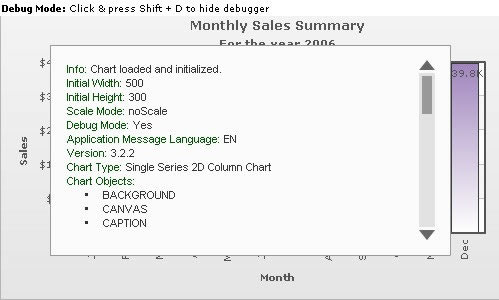 Debug Mode: Click & press Shift + D to hide debugger
Monthly Sales Summary
For the year 2006
Info: Chart loaded and initialized.
Initial Width: 500
Initial Height: 300
Scale Mode: noScale
Debug Mode: Yes
Application Message Language: EN
Version: 3.2.2
Chart Type: Single Series 2D Column Chart
Chart Objects:
• BACKGROUND
• CANVAS
• CAPTION
39.8K
Sales
Dec
Month